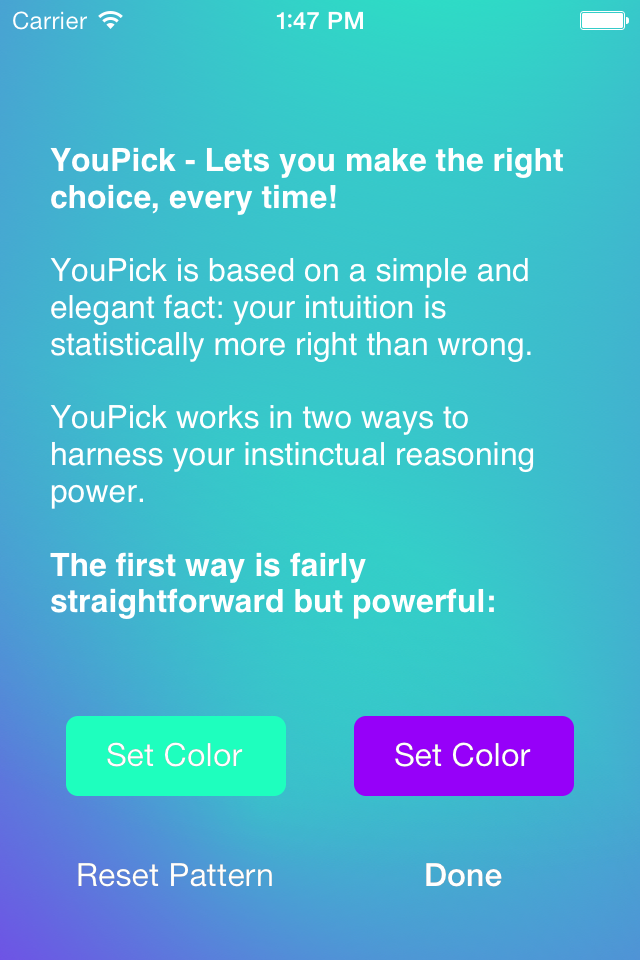 Carrier 1:47 PM
YouPick - Lets you make the right
choice, every time!
YouPick is based on a simple and
elegant fact: your intuition is
statistically more right than wrong.
YouPick works in two ways to
harness your instinctual reasoning
power.
The first way is fairly
straightforward but powerful:
Set Color Set Color
Reset Pattern Done